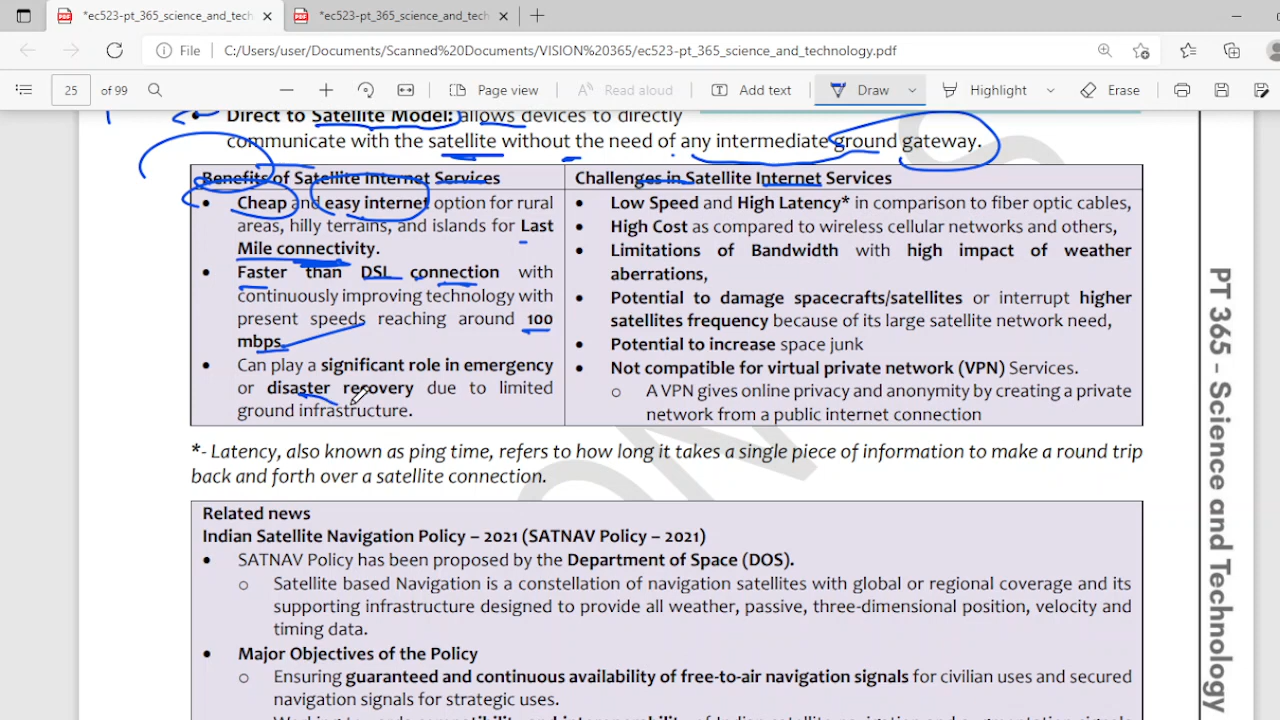 *ec523-pt_365_science_and_tech
*ec523-pt_365_science_and_tech
File
C:/Users/user/Documents/Scanned%20Documents/VISION%20365/ec523-pt_365_science_and_technology.pdf
25 of 99
Page view
Read aloud
Add text
Draw
Highlight
Erase
Direct to Satellite Model: allows devices to directly
communicate with the satellite without the need of any intermediate ground gateway.
Benefits of Satellite Internet Services
• Cheap and easy internet option for rural
areas, hilly terrains, and islands for Last
Mile connectivity.
• Faster than DSL connection with
continuously improving technology with
present speeds reaching around 100
mbps.
• Can play a significant role in emergency
or disaster recovery due to limited
ground infrastructure.
Challenges in Satellite Internet Services
• Low Speed and High Latency* in comparison to fiber optic cables,
• High Cost as compared to wireless cellular networks and others,
• Limitations of Bandwidth with high impact of weather
aberrations,
• Potential to damage spacecrafts/satellites or interrupt higher
satellites frequency because of its large satellite network need,
• Potential to increase space junk
• Not compatible for virtual private network (VPN) Services.
o A VPN gives online privacy and anonymity by creating a private
network from a public internet connection
*- Latency, also known as ping time, refers to how long it takes a single piece of information to make a round trip
back and forth over a satellite connection.
Related news
Indian Satellite Navigation Policy – 2021 (SATNAV Policy – 2021)
• SATNAV Policy has been proposed by the Department of Space (DOS).
o Satellite based Navigation is a constellation of navigation satellites with global or regional coverage and its
supporting infrastructure designed to provide all weather, passive, three-dimensional position, velocity and
timing data.
• Major Objectives of the Policy
o Ensuring guaranteed and continuous availability of free-to-air navigation signals for civilian uses and secured
navigation signals for strategic uses.
PT 365 - Science and Technology